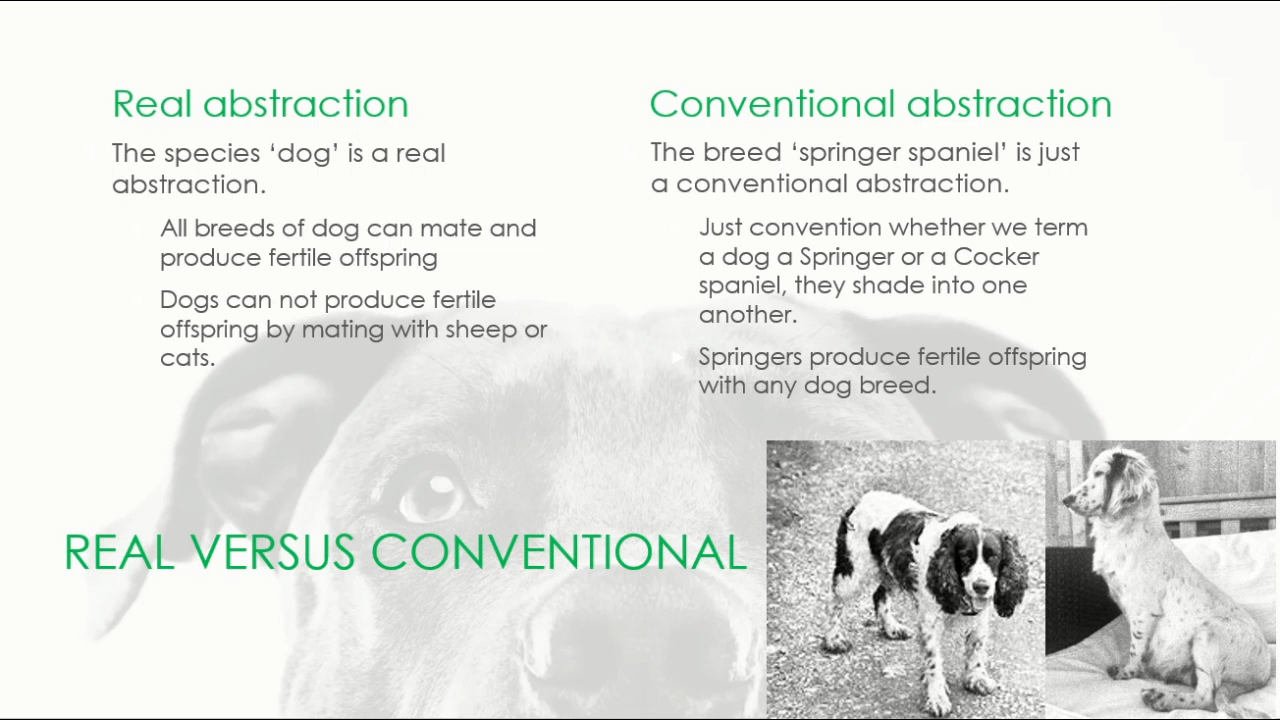 Real abstraction
The species ‘dog’ is a real
abstraction.
All breeds of dog can mate and
produce fertile offspring
Dogs can not produce fertile
offspring by mating with sheep or
cats.
Conventional abstraction
The breed ‘springer spaniel’ is just
a conventional abstraction.
Just convention whether we term
a dog a Springer or a Cocker
spaniel, they shade into one
another.
Springers produce fertile offspring
with any dog breed.
REAL VERSUS CONVENTIONAL